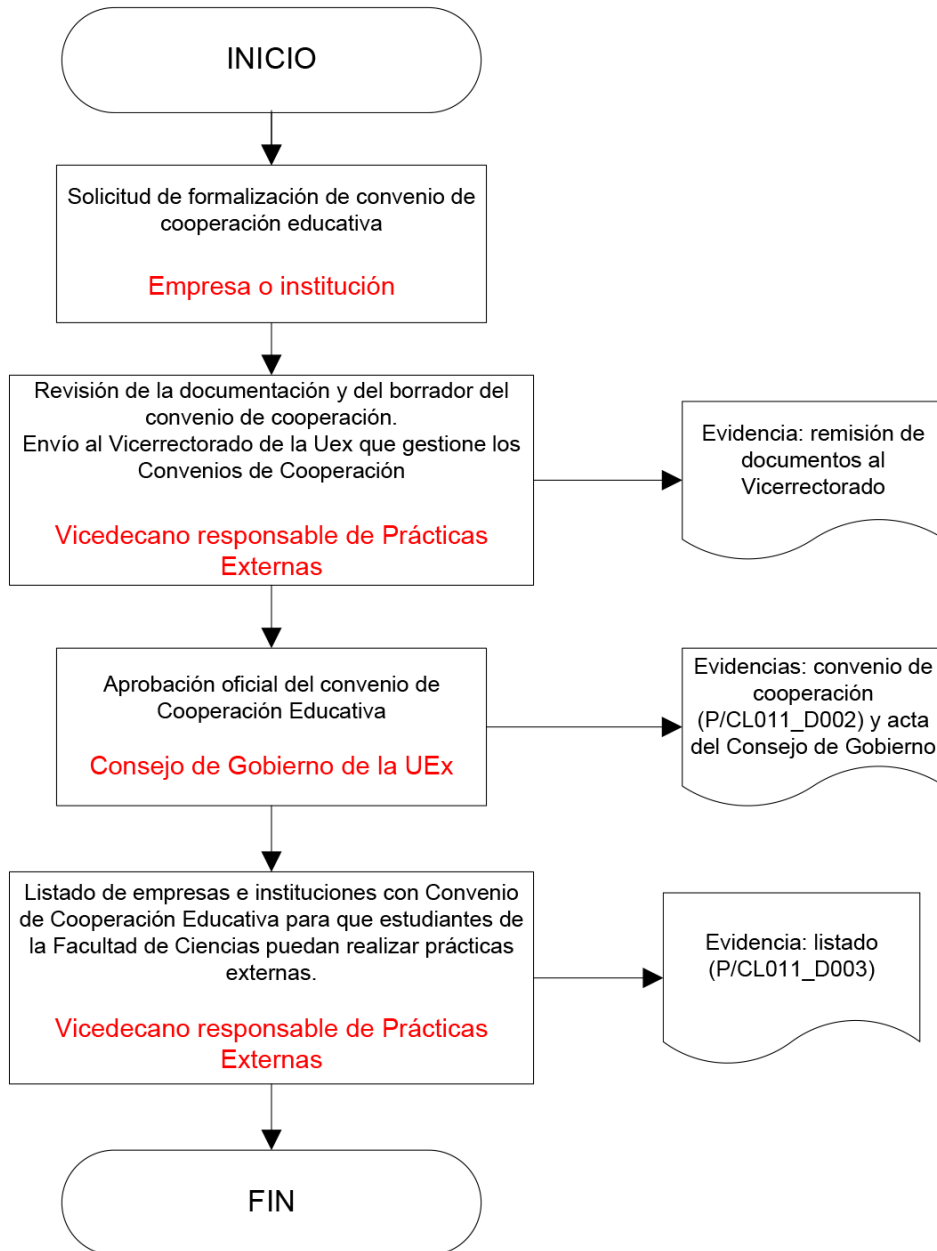 INICIO
Solicitud de formalización de convenio de
cooperación educativa
Empresa o institución
Revisión de la documentación y del borrador del
convenio de cooperación.
Envío al Vicerrectorado de la Uex que gestione los
Convenios de Cooperación
Vicedecano responsable de Prácticas
Externas
Evidencia: remisión de
documentos al
Vicerrectorado
Aprobación oficial del convenio de
Cooperación Educativa
Consejo de Gobierno de la UEx
Evidencias: convenio de
cooperación
(P/CL011_D002) y acta
del Consejo de Gobierno
Listado de empresas e instituciones con Convenio
de Cooperación Educativa para que estudiantes de
la Facultad de Ciencias puedan realizar prácticas
externas.
Vicedecano responsable de Prácticas
Externas
Evidencia: listado
(P/CL011_D003)
FIN